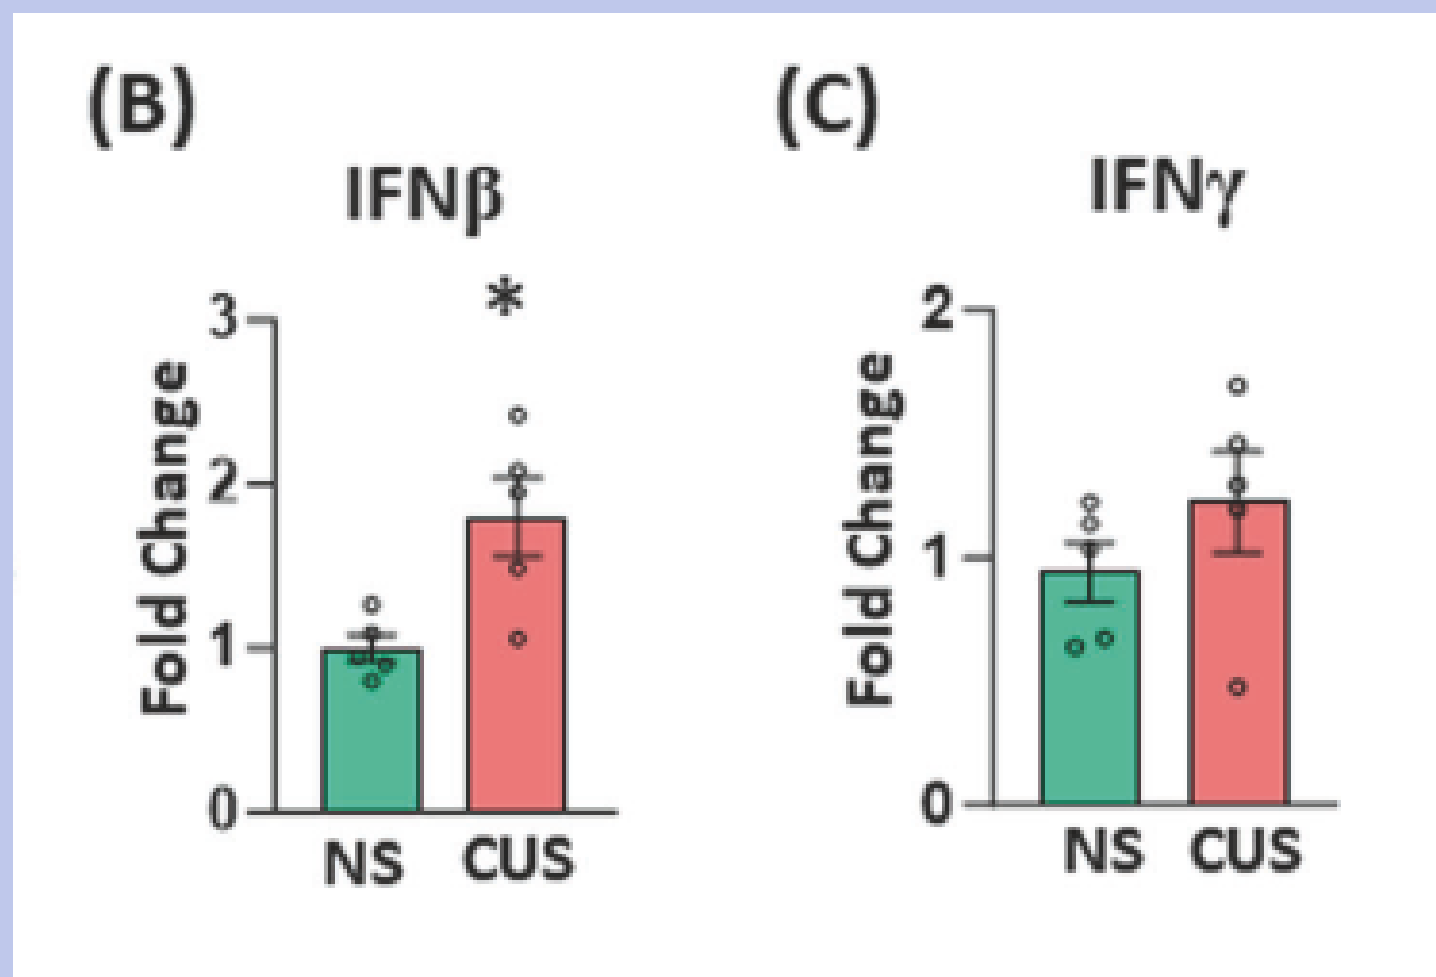 (B)
IFNβ
*
Fold Change
3
2
1
0
NS CUS
(C)
IFNγ
Fold Change
2
1
0
NS CUS